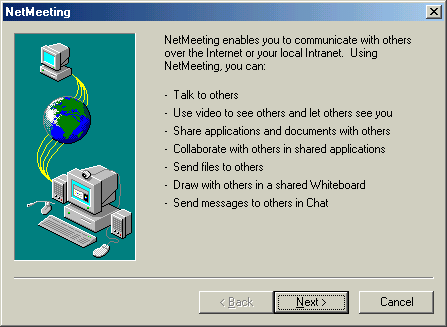 NetMeeting
NetMeeting enables you to communicate with others
over the Internet or your local Intranet. Using
NetMeeting, you can:
- Talk to others
- Use video to see others and let others see you
- Share applications and documents with others
- Collaborate with others in shared applications
- Send files to others
- Draw with others in a shared Whiteboard
- Send messages to others in Chat
< Back
Next >
Cancel